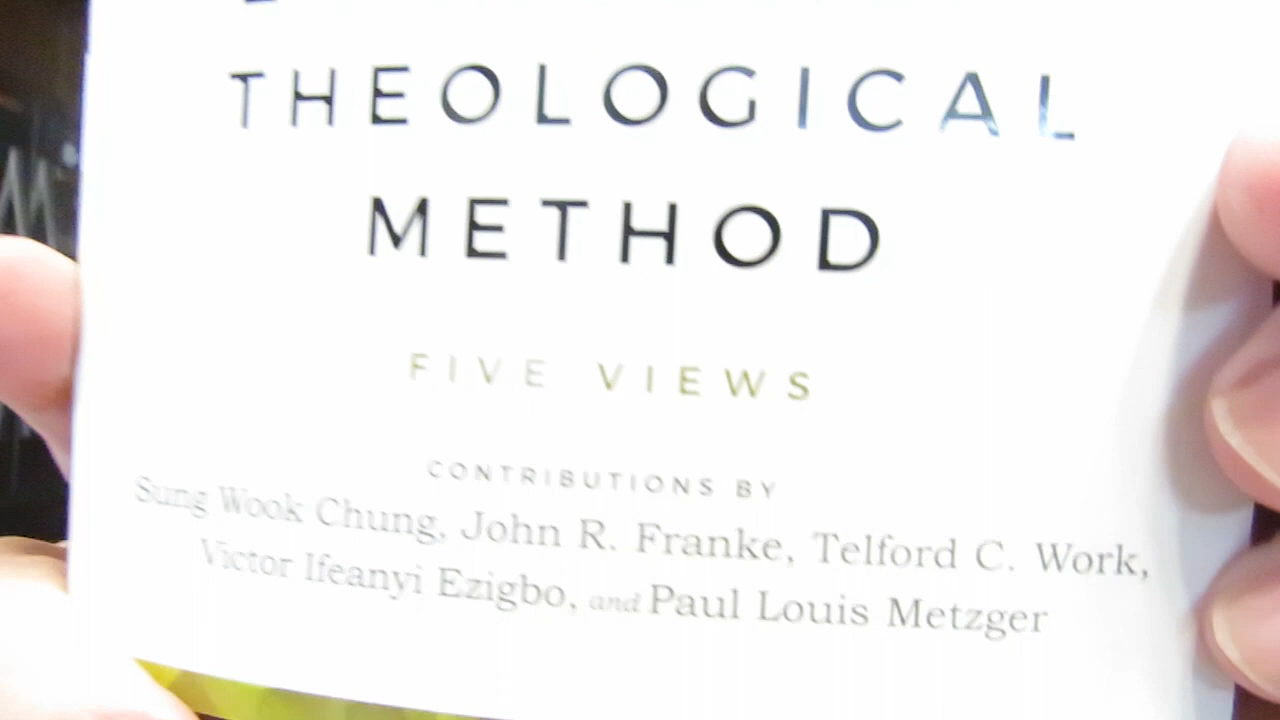 THEOLOGICAL
METHOD
FIVE VIEWS
CONTRIBUTIONS BY
Sung Wook Chung, John R. Franke, Telford C. Work,
Victor Ifeanyi Ezigbo, and Paul Louis Metzger